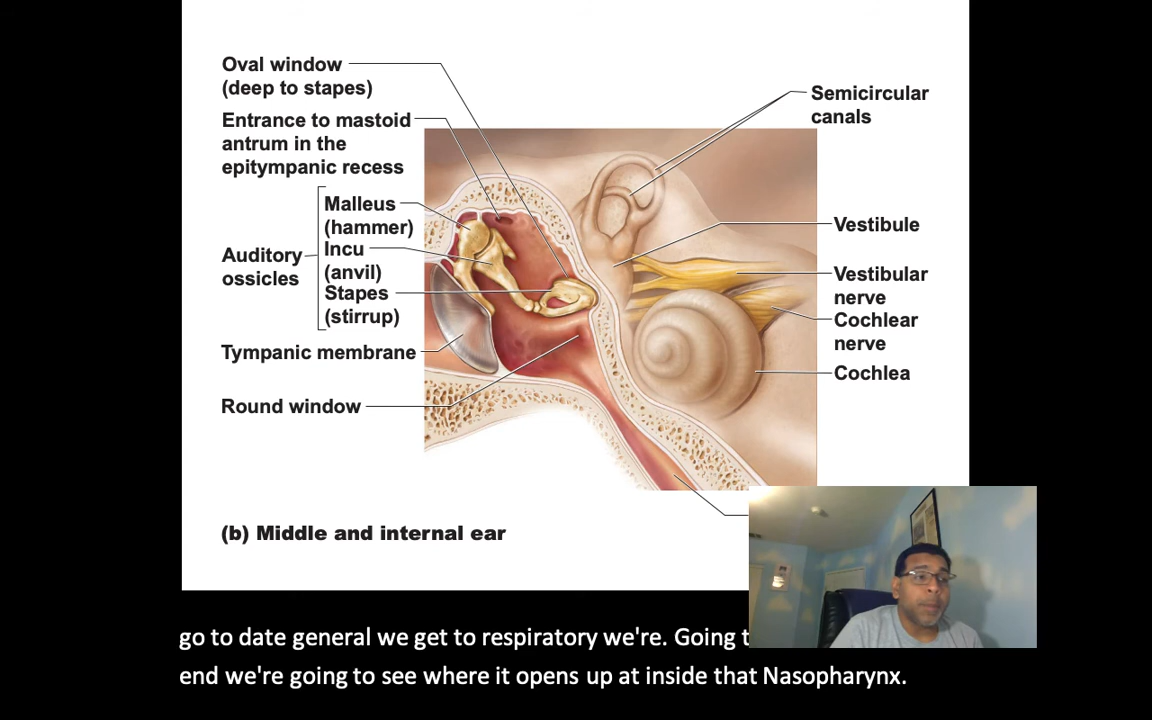 Oval window
(deep to stapes)
Entrance to mastoid
antrum in the
epitympanic recess
Malleus
(hammer)
Incu
(anvil)
Stapes
(stirrup)
Auditory
ossicles
Tympanic membrane
Round window
Semicircular
canals
Vestibule
Vestibular
nerve
Cochlear
nerve
Cochlea
(b) Middle and internal ear
go to date general we get to respiratory we're. Going
end we're going to see where it opens up at inside that Nasopharynx.